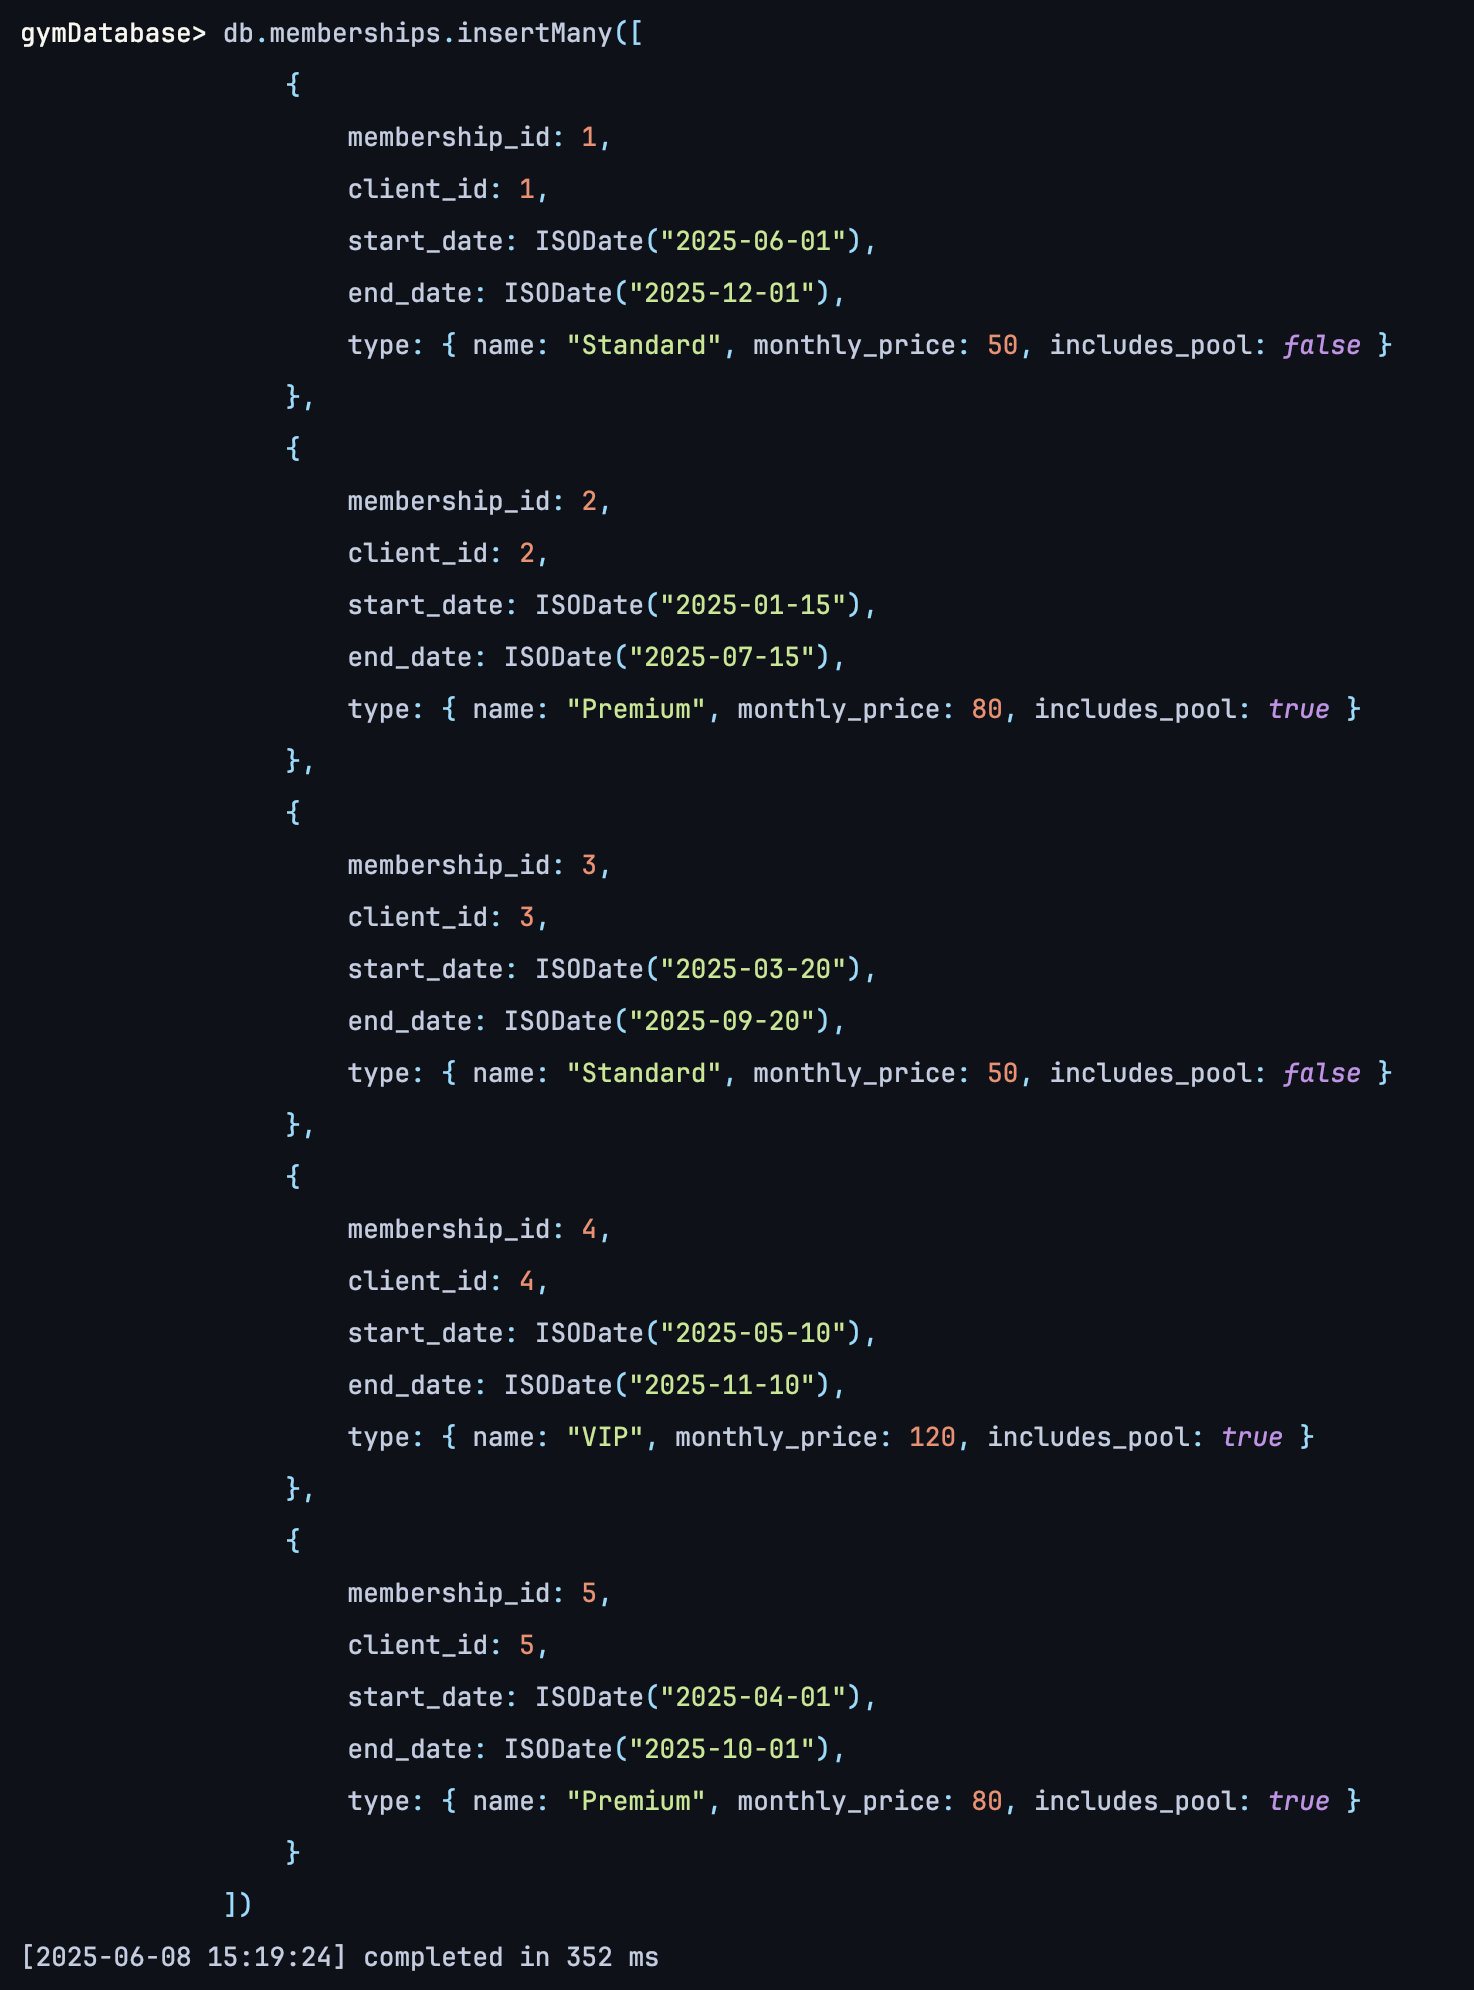 gymDatabase> db.memberships.insertMany([
{
membership_id: 1,
client_id: 1,
start_date: ISODate("2025-06-01"),
end_date: ISODate("2025-12-01"),
type: { name: "Standard", monthly_price: 50, includes_pool: false }
},
{
membership_id: 2,
client_id: 2,
start_date: ISODate("2025-01-15"),
end_date: ISODate("2025-07-15"),
type: { name: "Premium", monthly_price: 80, includes_pool: true }
},
{
membership_id: 3,
client_id: 3,
start_date: ISODate("2025-03-20"),
end_date: ISODate("2025-09-20"),
type: { name: "Standard", monthly_price: 50, includes_pool: false }
},
{
membership_id: 4,
client_id: 4,
start_date: ISODate("2025-05-10"),
end_date: ISODate("2025-11-10"),
type: { name: "VIP", monthly_price: 120, includes_pool: true }
},
{
membership_id: 5,
client_id: 5,
start_date: ISODate("2025-04-01"),
end_date: ISODate("2025-10-01"),
type: { name: "Premium", monthly_price: 80, includes_pool: true }
}
])
[2025-06-08 15:19:24] completed in 352 ms